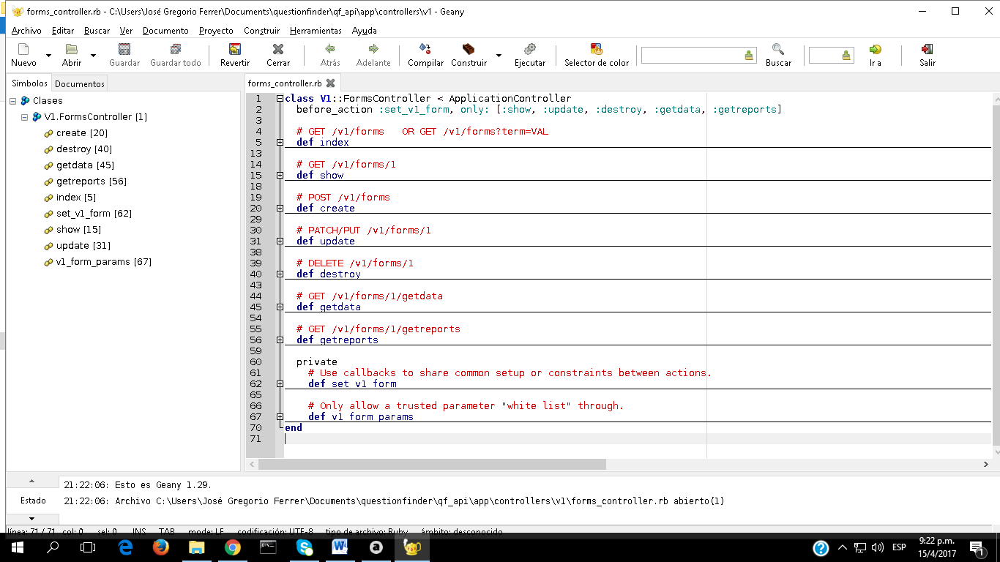 forms_controller.rb - C:\Users\José Gregorio Ferrer\Documents\questionfinder\qf_api\app\controllers\v1 - Geany
Archivo Editar Buscar Ver Documento Proyecto Construir Herramientas Ayuda
Nuevo Abrir Guardar Guardar todo Revertir Cerrar Atrás Adelante Compilar Construir Ejecutar Selector de color Buscar Ir a Salir
Símbolos Documentos
Clases
V1.FormsController [1]
create [20]
destroy [40]
getdata [45]
getreports [56]
index [5]
set_v1_form [62]
show [15]
update [31]
v1_form_params [67]
forms_controller.rb
1 class V1::FormsController < ApplicationController
2 before_action :set_v1_form, only: [:show, :update, :destroy, :getdata, :getreports]
3
4 # GET /v1/forms   OR GET /v1/forms?term=VAL
5 def index
13
14 # GET /v1/forms/1
15 def show
18
19 # POST /v1/forms
20 def create
29
30 # PATCH/PUT /v1/forms/1
31 def update
38
39 # DELETE /v1/forms/1
40 def destroy
43
44 # GET /v1/forms/1/getdata
45 def getdata
54
55 # GET /v1/forms/1/getreports
56 def getreports
59
60 private
61 # Use callbacks to share common setup or constraints between actions.
62 def set_v1_form
65
66 # Only allow a trusted parameter "white list" through.
67 def v1_form_params
70 end
71
Estado
21:22:06: Esto es Geany 1.29.
21:22:06: Archivo C:\Users\José Gregorio Ferrer\Documents\questionfinder\qf_api\app\controllers\v1\forms_controller.rb abierto(1)
línea: 71 / 71 col: 0 sel: 0 INS TAB mode: LF codificación: UTF-8 tipo de archivo: Ruby ámbito: desconocido
ESP
9:22 p.m.
15/4/2017
1